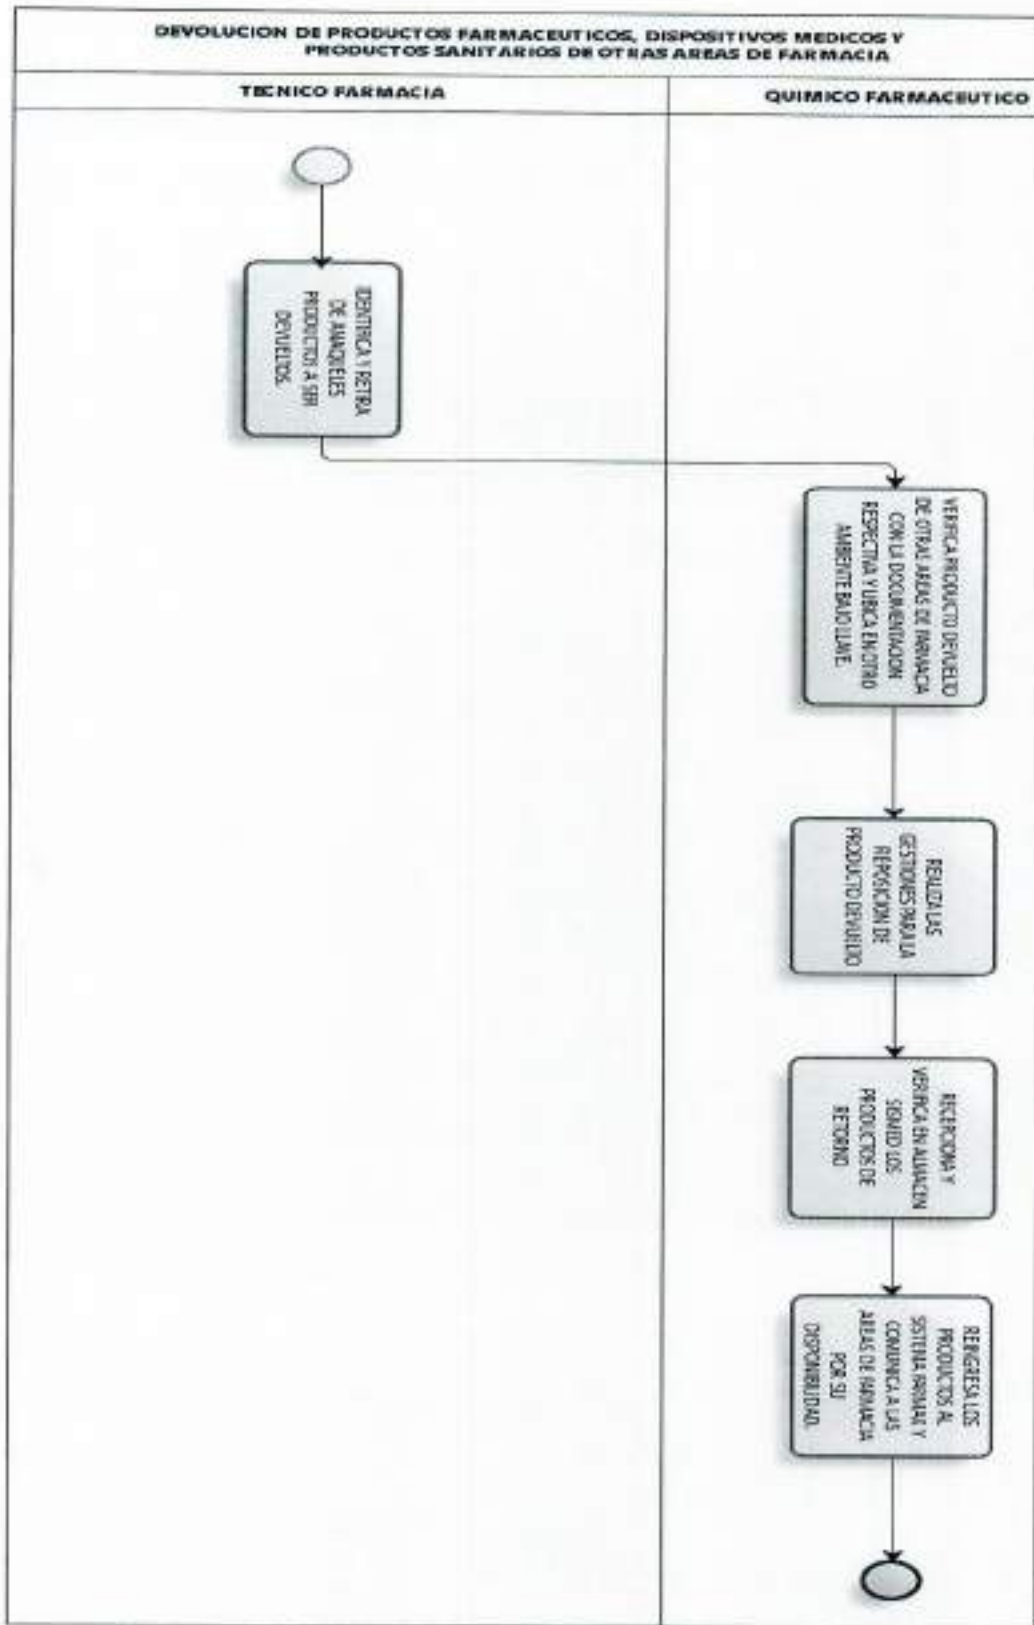 DEVOLUCION DE PRODUCTOS FARMACEUTICOS, DISPOSITIVOS MEDICOS Y
PRODUCTOS SANITARIOS DE OTRAS AREAS DE FARMACIA
TECNICO FARMACIA
QUIMICO FARMACEUTICO
IDENTIFICA Y RETIRA
DE ANAQUELES
PRODUCTOS A SER
DEVUELTOS.
VERIFICA PRODUCTO DEVUELTO
DE OTRAS AREAS DE FARMACIA
CON LA DOCUMENTACION
RESPECTIVA Y UBICA EN OTRO
AMBIENTE BAJO LLAVE.
REALIZA LAS
GESTIONES PARA LA
REPOSICION DE
PRODUCTO DEVUELTO
RECEPCIONA Y
VERIFICA EN ALMACEN
SISMED LOS
PRODUCTOS DE
RETORNO
REINGRESA LOS
PRODUCTOS AL
SISTEMA FARMAX Y
COMUNICA A LAS
AREAS DE FARMACIA
POR SU
DISPONIBILIDAD.